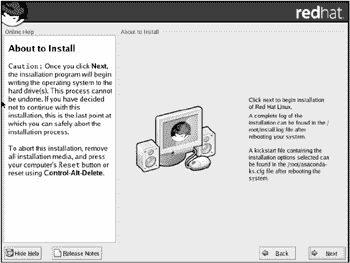 redhat.
Online Help
About to Install
About to Install
Caution: Once you click Next,
the installation program will begin
writing the operating system to the
hard drive(s). This process cannot
be undone. If you have decided
not to continue with this
installation, this is the last point at
which you can safely abort the
installation process.
To abort this installation, remove
all installation media, and press
your computer's Reset button or
reset using Control-Alt-Delete.
Click next to begin installation
of Red Hat Linux.
A complete log of the
installation can be found in the /
root/install.log file after
rebooting your system.
A kickstart file containing the
installation options selected can
be found in the /root/anaconda-
ks.cfg file after rebooting the
system.
Hide Help
Release Notes
Back
Next